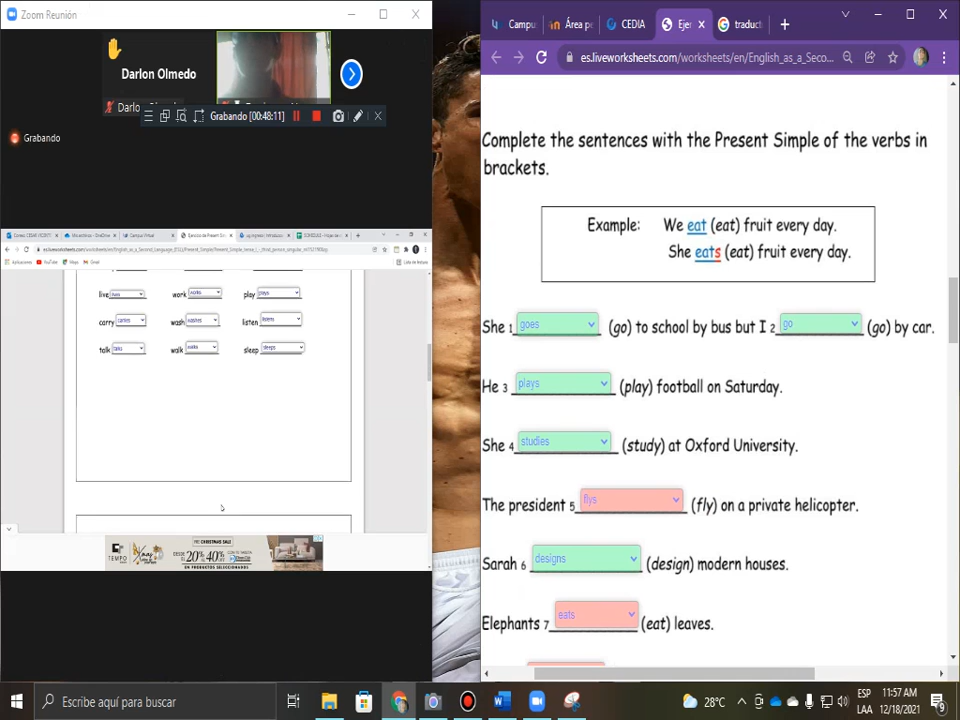 Zoom Reunión
Darlon Olmedo
Grabando [00:48:11]
Grabando
live lives work works play plays
carry carries wash washes listen listens
talk talks walk walks sleep sleeps
20% 40%
Campu Área p CEDIA Ejer traduct
es.liveworksheets.com/worksheets/en/English_as_a_Seco...
Complete the sentences with the Present Simple of the verbs in
brackets.
Example: We eat (eat) fruit every day.
She eats (eat) fruit every day.
She 1 goes (go) to school by bus but I 2 go (go) by car.
He 3 plays (play) football on Saturday.
She 4 studies (study) at Oxford University.
The president 5 flys (fly) on a private helicopter.
Sarah 6 designs (design) modern houses.
Elephants 7 eats (eat) leaves.
Escribe aquí para buscar
28°C
ESP
LAA
11:57 AM
12/18/2021
9